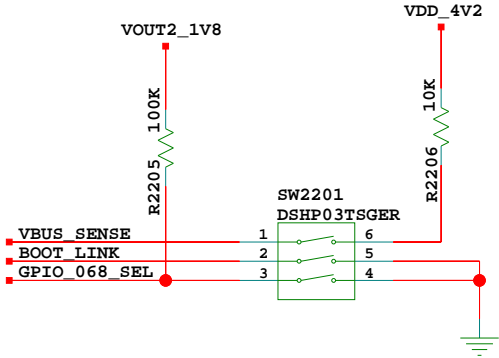 VDD_4V2
VOUT2_1V8
100K
10K
R2205
R2206
SW2201
DSHP03TSGER
VBUS_SENSE 1 6
BOOT_LINK 2 5
GPIO_068_SEL 3 4